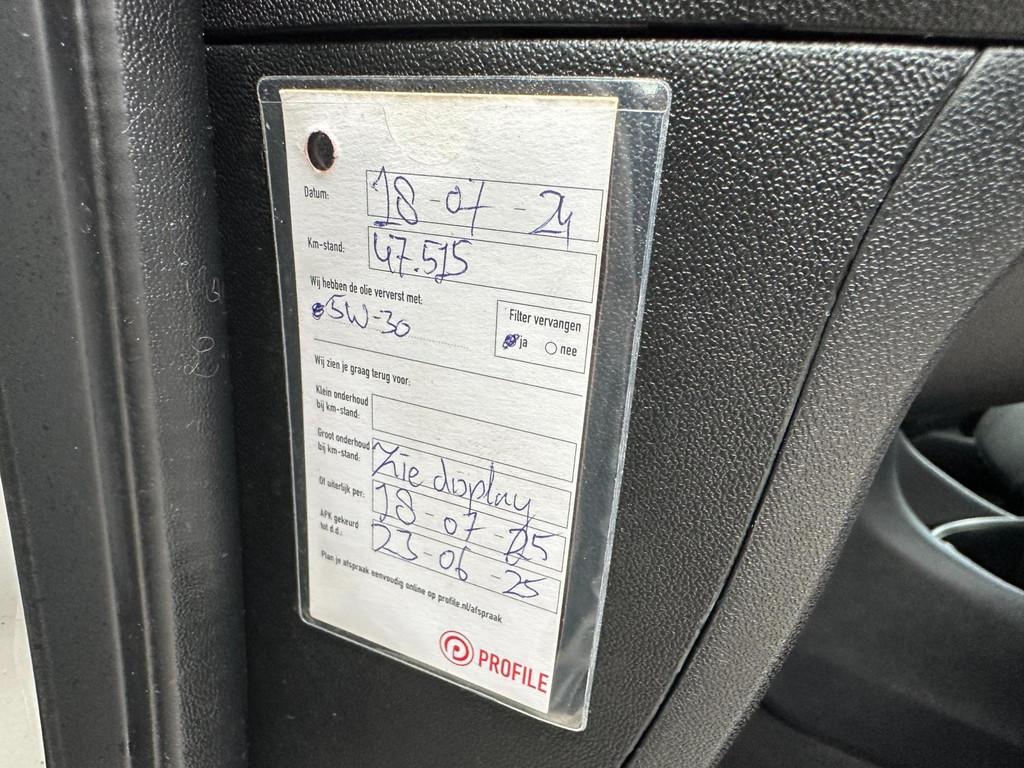 Datum: 18-07-24
Km-stand: 47.515
Wij hebben de olie ververst met:
5W-30
Filter vervangen
ja nee
Wij zien je graag terug voor:
Klein onderhoud
bij km-stand:
Groot onderhoud
bij km-stand: Zie display
Of uiterlijk per: 18-07-25
APK gekeurd
tot d.d.: 23-06-25
Plan je afspraak eenvoudig online op profile.nl/afspraak
PROFILE